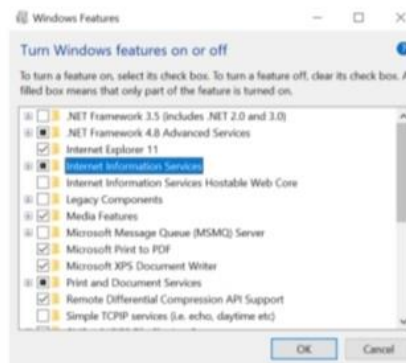 Windows Features
Turn Windows features on or off
To turn a feature on, select its check box. To turn a feature off, clear its check box. A
filled box means that only part of the feature is turned on.
.NET Framework 3.5 (includes .NET 2.0 and 3.0)
.NET Framework 4.8 Advanced Services
Internet Explorer 11
Internet Information Services
Internet Information Services Hostable Web Core
Legacy Components
Media Features
Microsoft Message Queue (MSMQ) Server
Microsoft Print to PDF
Microsoft XPS Document Writer
Print and Document Services
Remote Differential Compression API Support
Simple TCPIP services (i.e. echo, daytime etc)
OK Cancel